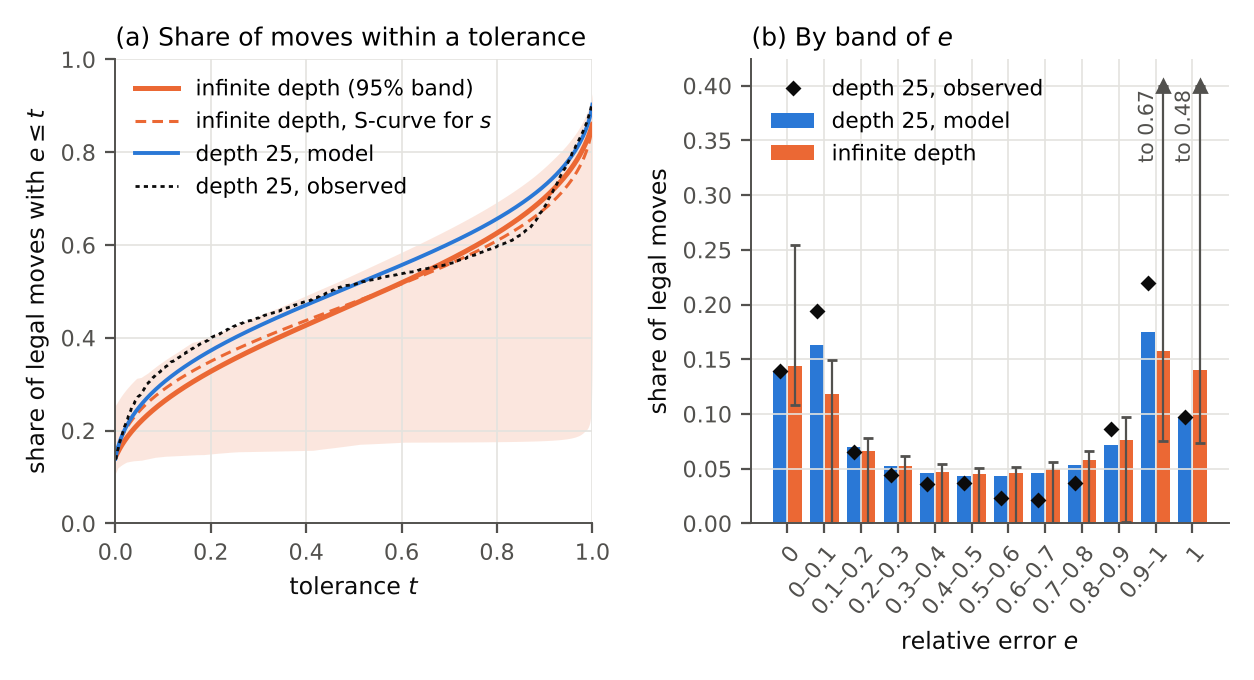 (a) Share of moves within a tolerance
share of legal moves with e ≤ t
1.0
0.8
0.6
0.4
0.2
0.0
infinite depth (95% band)
infinite depth, S-curve for s
depth 25, model
depth 25, observed
0.0 0.2 0.4 0.6 0.8 1.0
tolerance t
(b) By band of e
share of legal moves
0.40
0.35
0.30
0.25
0.20
0.15
0.10
0.05
0.00
depth 25, observed
depth 25, model
infinite depth
to 0.67
to 0.48
0 0–0.1 0.1–0.2 0.2–0.3 0.3–0.4 0.4–0.5 0.5–0.6 0.6–0.7 0.7–0.8 0.8–0.9 0.9–1 1
relative error e